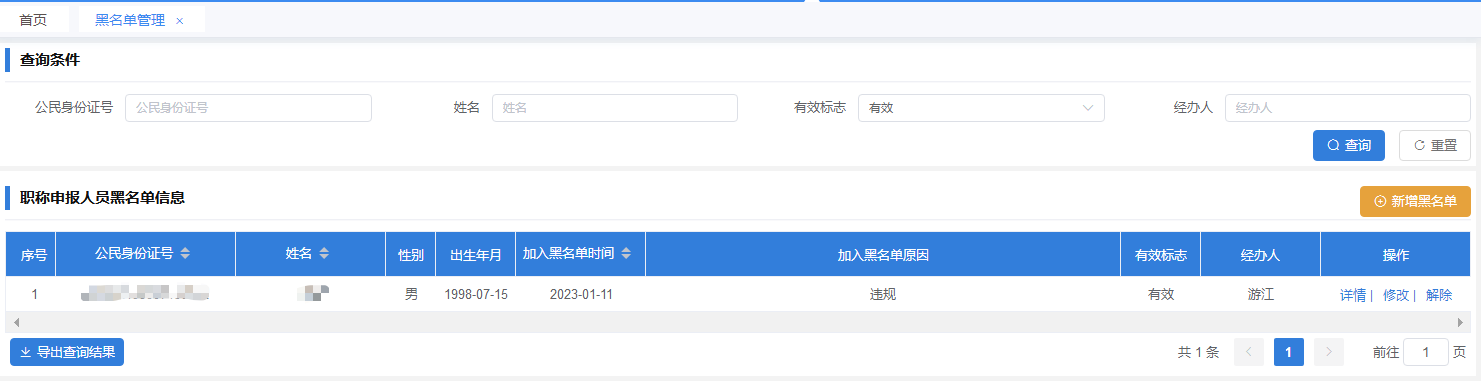 首页 黑名单管理 ×
查询条件
公民身份证号 公民身份证号 姓名 姓名 有效标志 有效 经办人 经办人
查询 重置
职称申报人员黑名单信息 新增黑名单
序号 公民身份证号 姓名 性别 出生年月 加入黑名单时间 加入黑名单原因 有效标志 经办人 操作
1 男 1998-07-15 2023-01-11 违规 有效 游江 详情 | 修改 | 解除
导出查询结果 共 1 条 1 前往 1 页